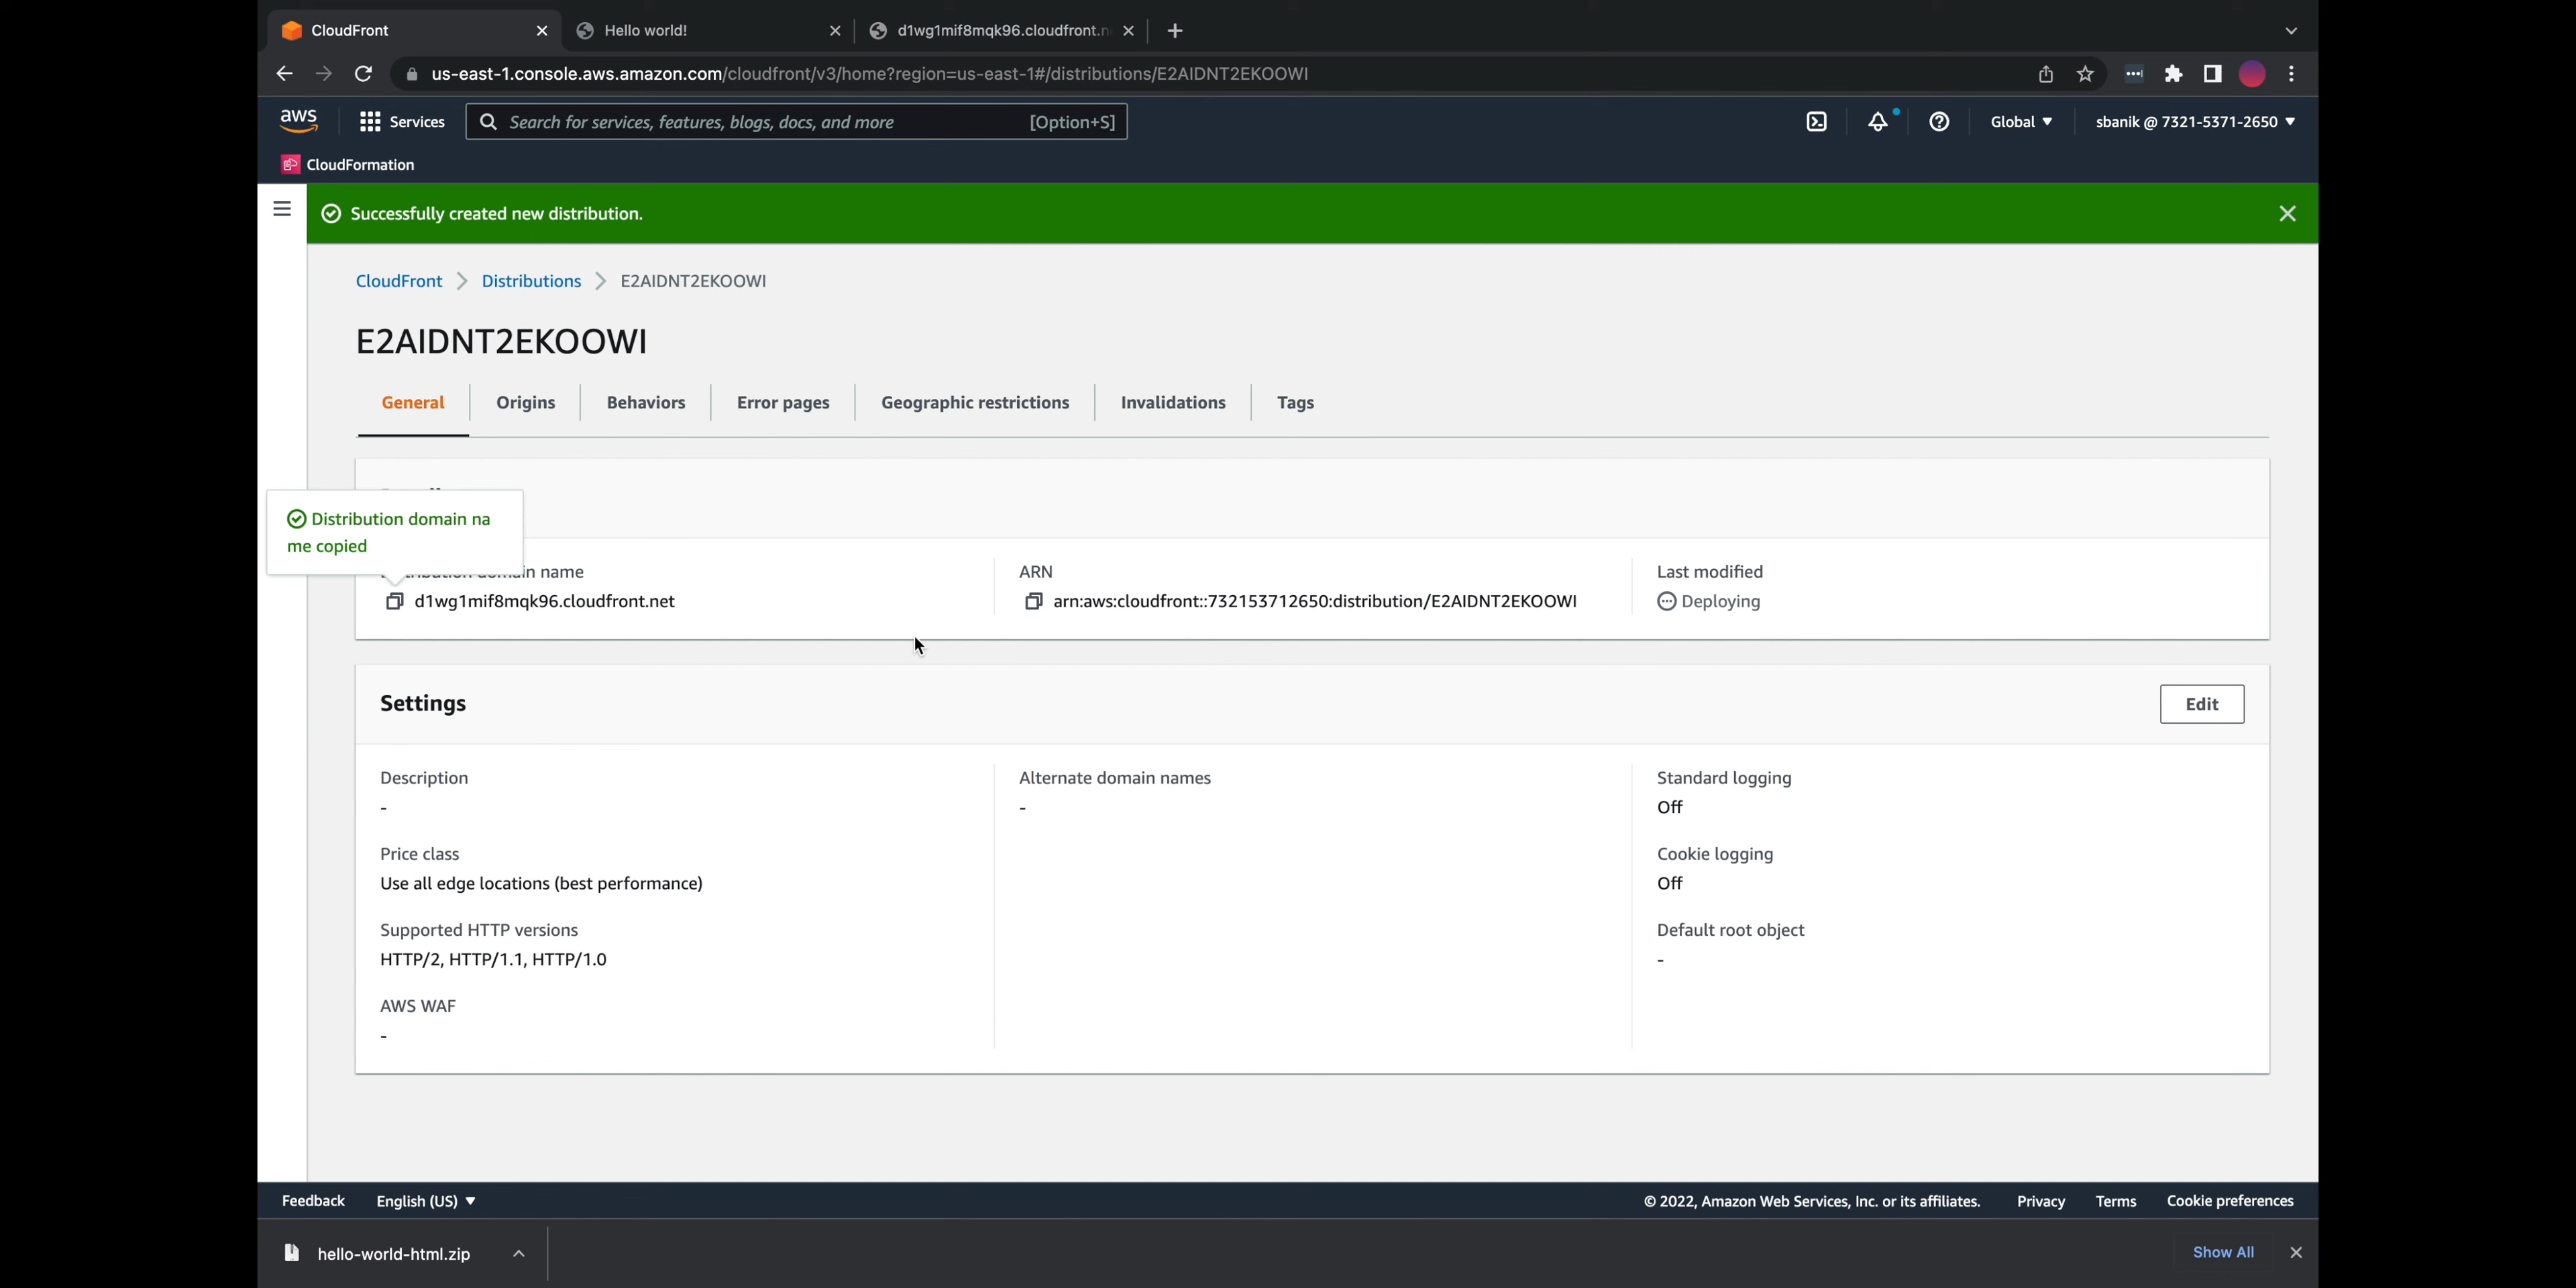 CloudFront
Hello world!
d1wg1mif8mqk96.cloudfront.n
us-east-1.console.aws.amazon.com/cloudfront/v3/home?region=us-east-1#/distributions/E2AIDNT2EKOOWI
aws
Services
Search for services, features, blogs, docs, and more
[Option+S]
Global
sbanik @ 7321-5371-2650
CloudFormation
Successfully created new distribution.
CloudFront
Distributions
E2AIDNT2EKOOWI
E2AIDNT2EKOOWI
General
Origins
Behaviors
Error pages
Geographic restrictions
Invalidations
Tags
Distribution domain na
me copied
domain name
d1wg1mif8mqk96.cloudfront.net
ARN
arn:aws:cloudfront::732153712650:distribution/E2AIDNT2EKOOWI
Last modified
Deploying
Settings
Edit
Description
-
Price class
Use all edge locations (best performance)
Supported HTTP versions
HTTP/2, HTTP/1.1, HTTP/1.0
AWS WAF
-
Alternate domain names
-
Standard logging
Off
Cookie logging
Off
Default root object
-
Feedback
English (US)
© 2022, Amazon Web Services, Inc. or its affiliates.
Privacy
Terms
Cookie preferences
hello-world-html.zip
Show All